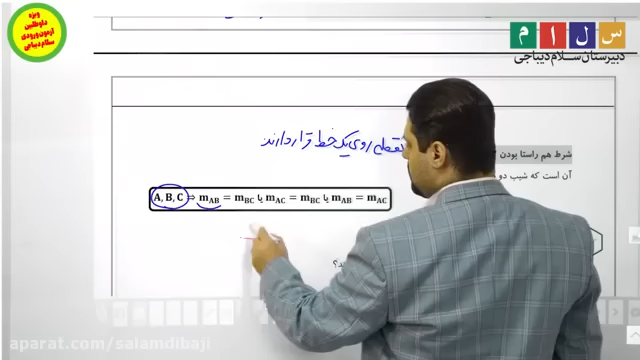 ویژه
داوطلبین
آزمون ورودی
سلام دیباجی
س ل ا م
دبیرستان سلام دیباجی
نقطه روی یک خط قرار دارند
شرط هم راستا بودن
آن است که شیب دو
A, B, C ⇒ m_AB = m_BC یا m_AC = m_BC یا m_AB = m_AC
د؟
aparat.com/salamdibaji